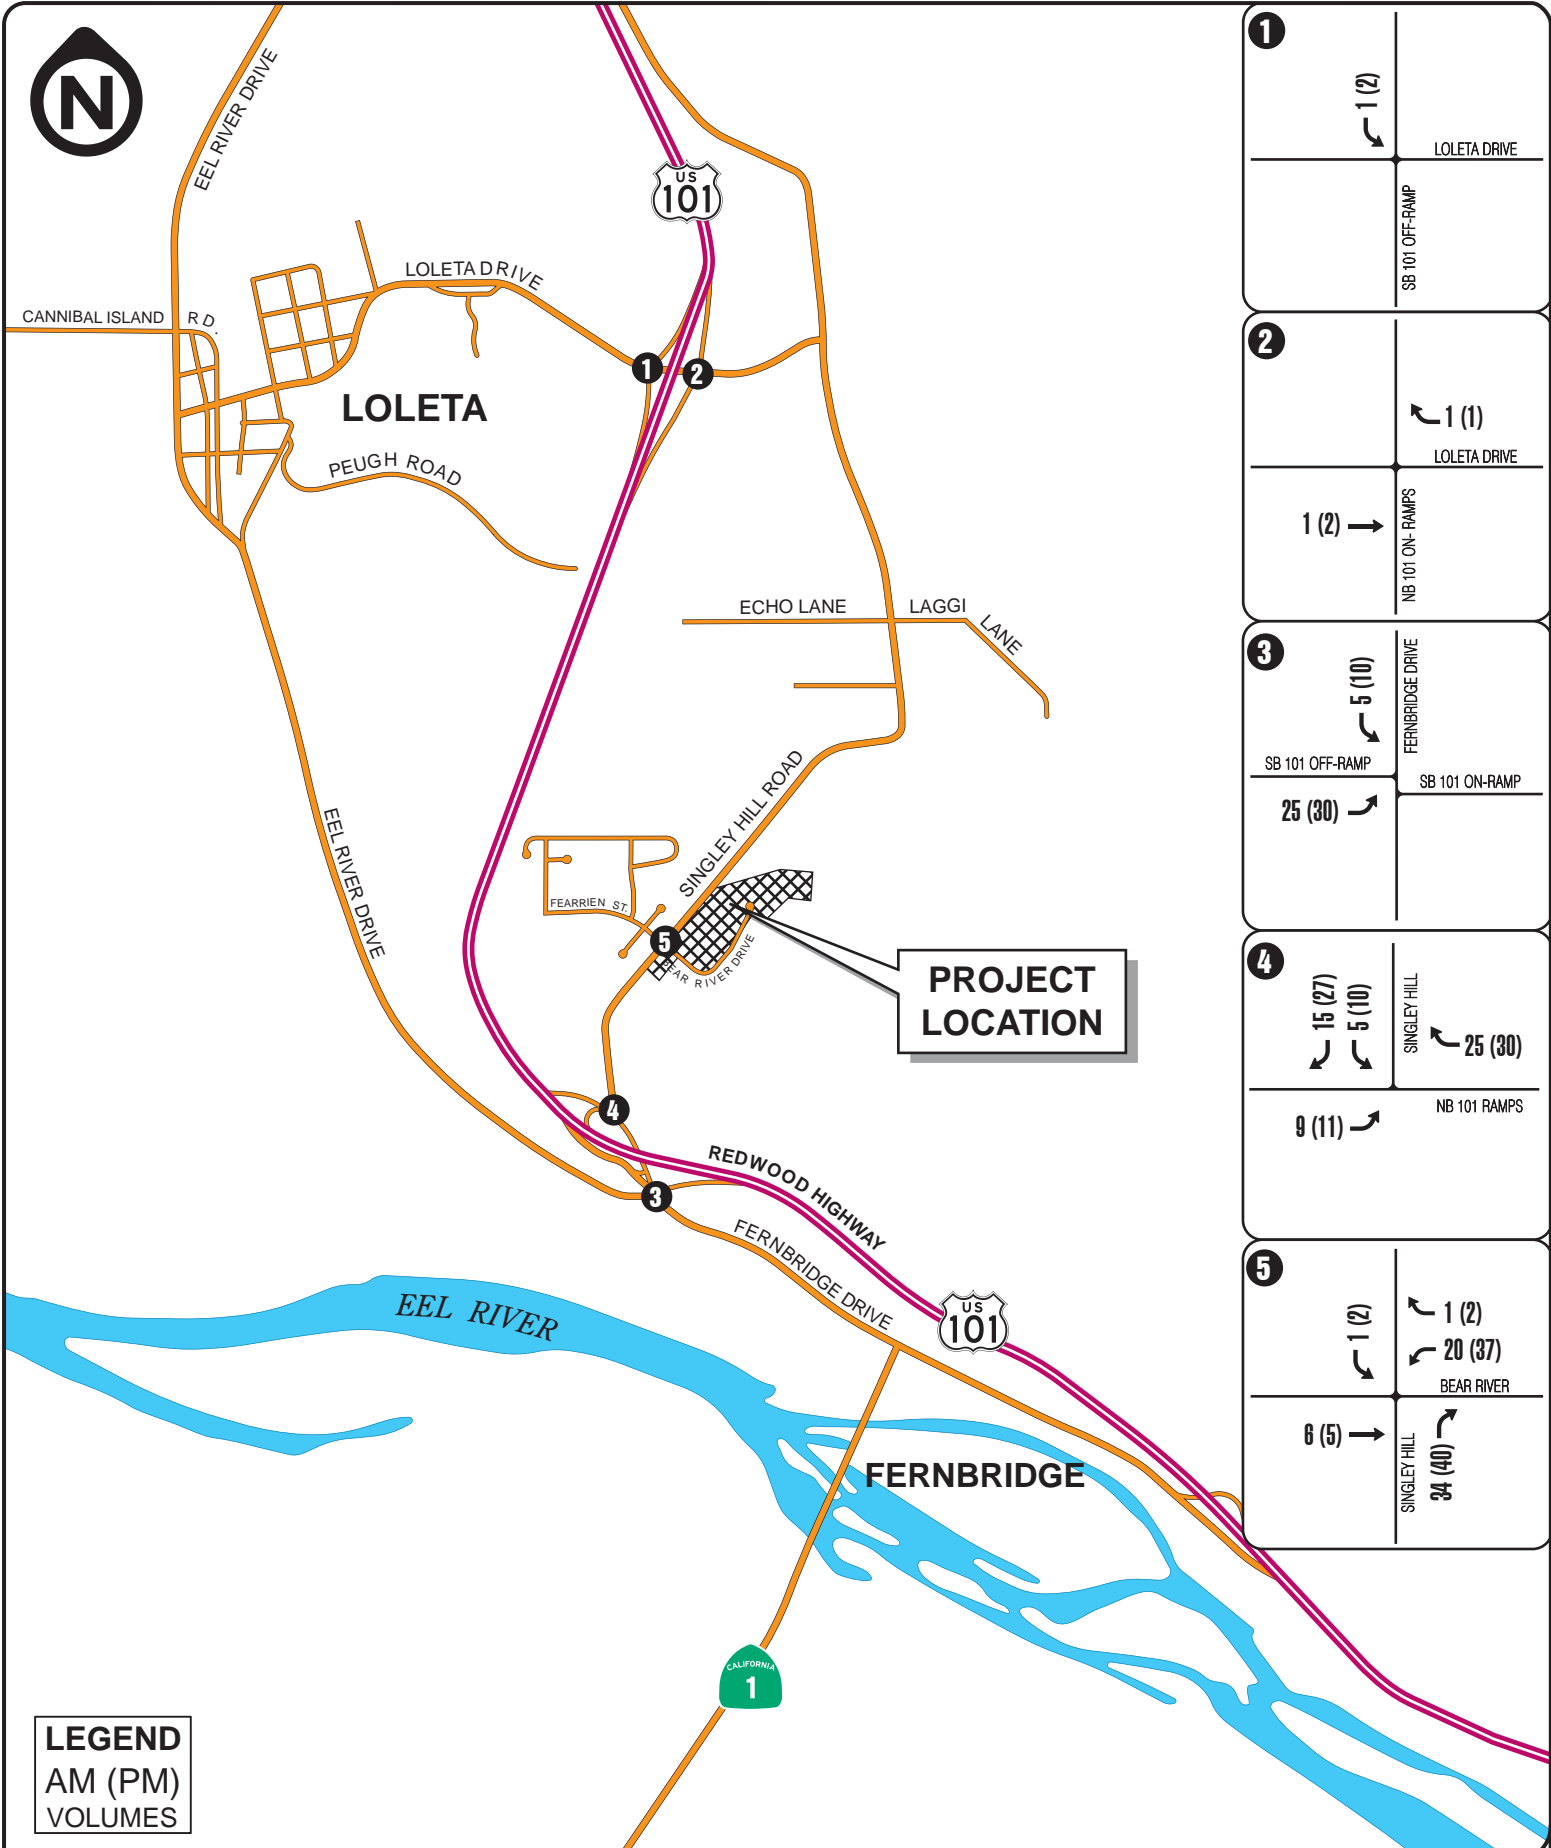 N
EEL RIVER DRIVE
US
101
LOLETA DRIVE
CANNIBAL ISLAND RD.
1
2
LOLETA
PEUGH ROAD
ECHO LANE
LAGGI LANE
SINGLEY HILL ROAD
EEL RIVER DRIVE
FEARRIEN ST.
5
BEAR RIVER DRIVE
PROJECT
LOCATION
4
3
REDWOOD HIGHWAY
FERNBRIDGE DRIVE
EEL RIVER
US
101
FERNBRIDGE
CALIFORNIA
1
LEGEND
AM (PM)
VOLUMES
1
1 (2)
LOLETA DRIVE
SB 101 OFF-RAMP
2
1 (1)
LOLETA DRIVE
1 (2)
NB 101 ON- RAMPS
3
5 (10)
FERNBRIDGE DRIVE
SB 101 OFF-RAMP
SB 101 ON-RAMP
25 (30)
4
15 (27)
5 (10)
SINGLEY HILL
25 (30)
NB 101 RAMPS
9 (11)
5
1 (2)
1 (2)
20 (37)
BEAR RIVER
6 (5)
SINGLEY HILL
34 (40)